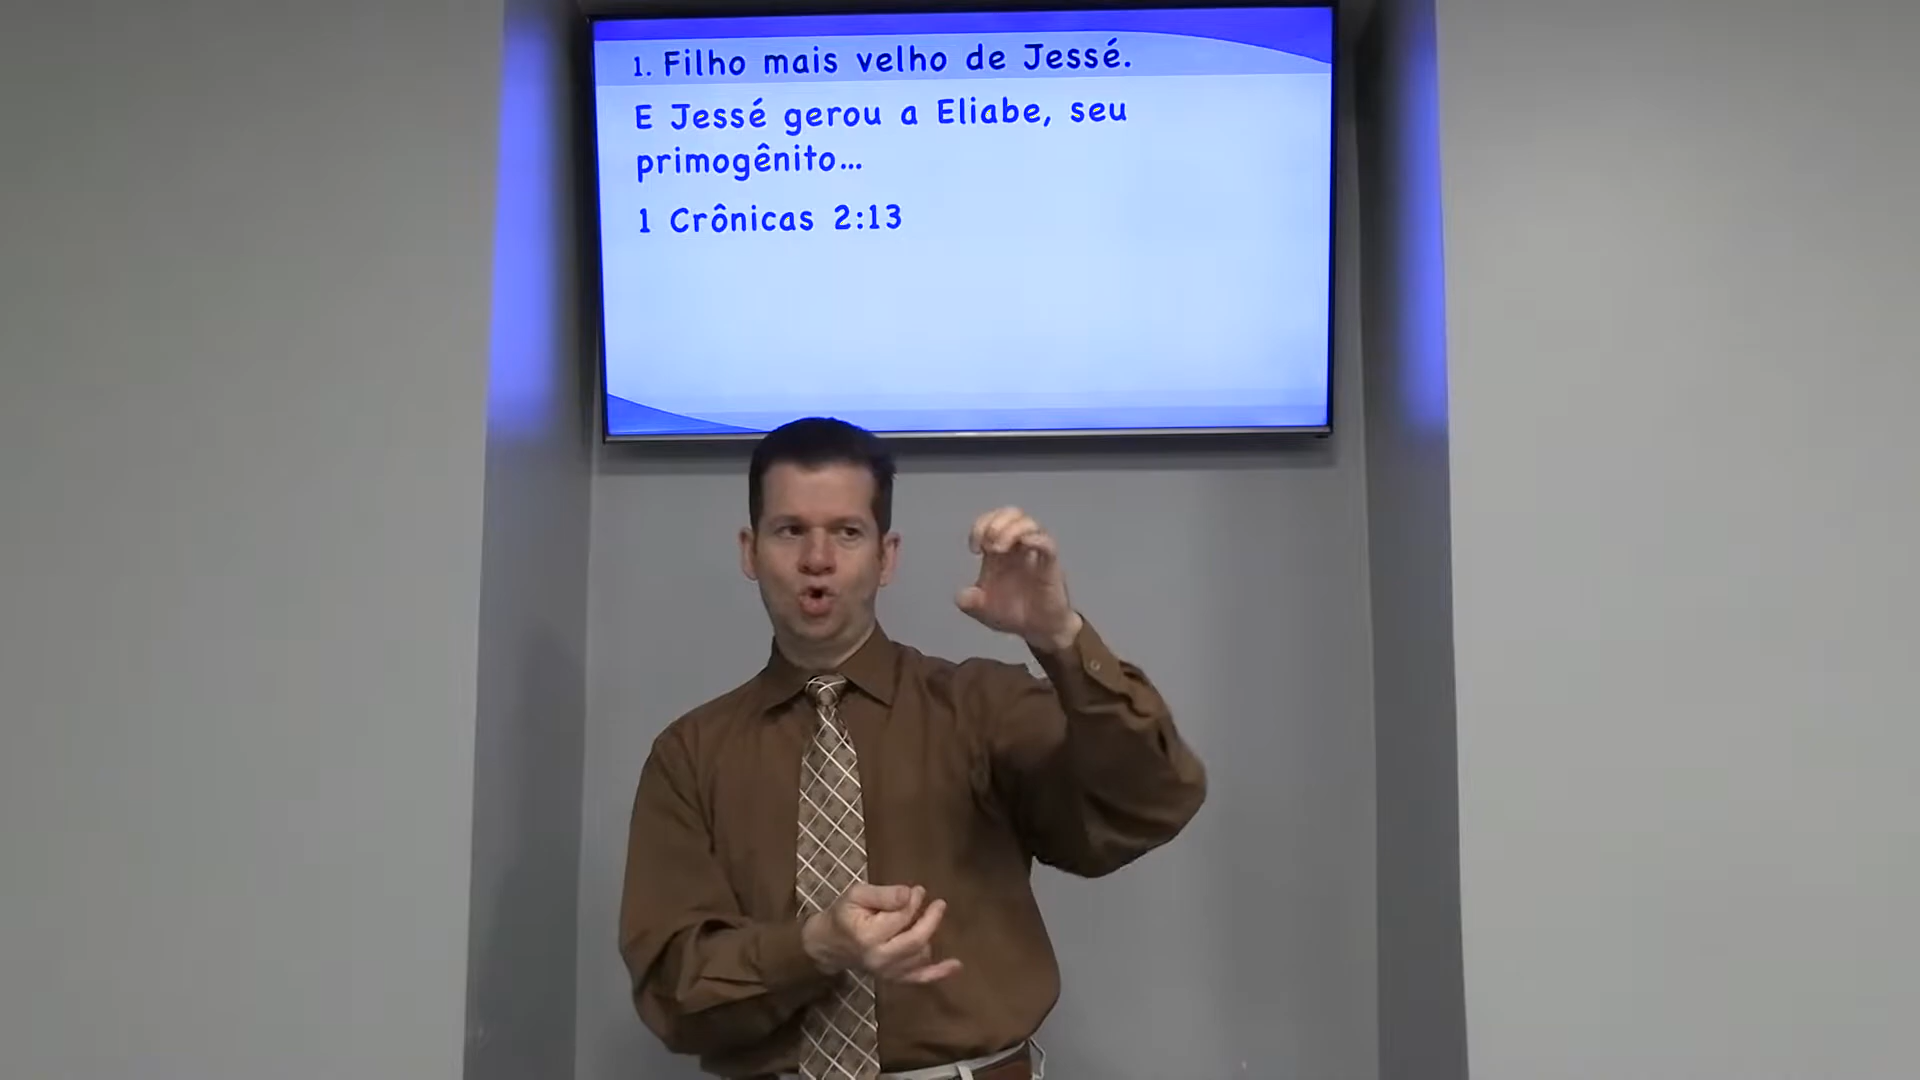 1. Filho mais velho de Jessé.
E Jessé gerou a Eliabe, seu
primogênito...
1 Crônicas 2:13